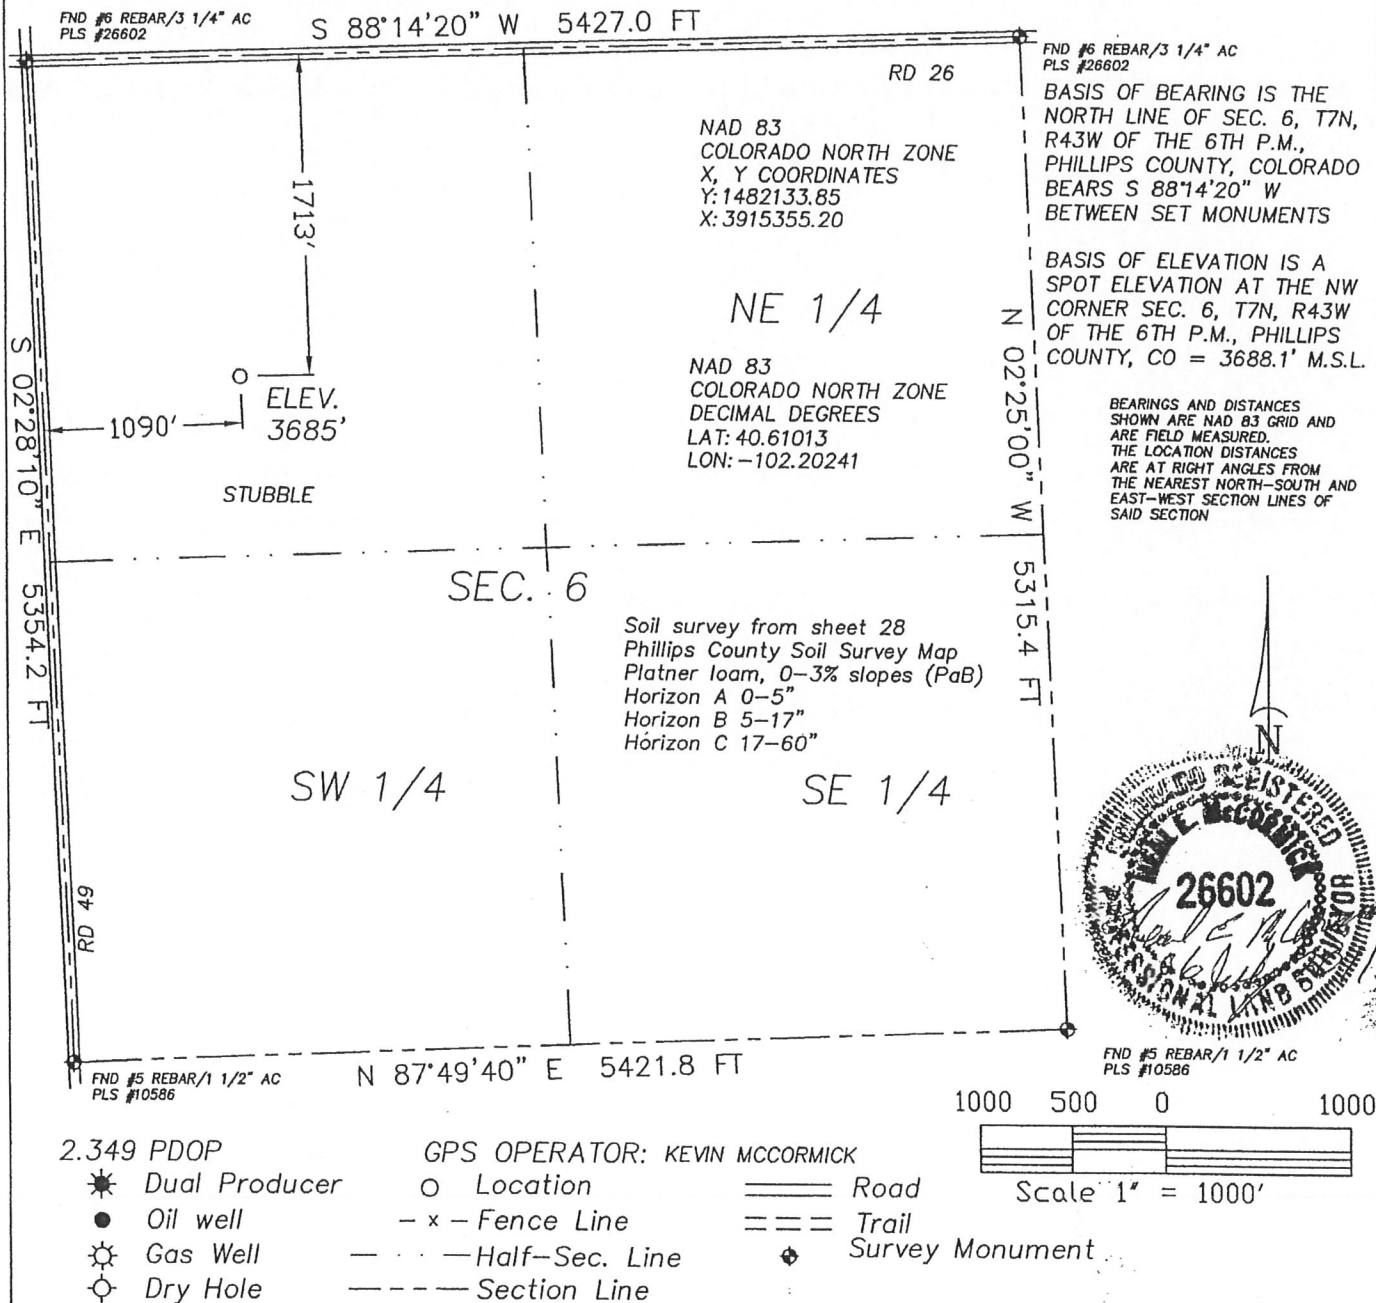 FND #6 REBAR/3 1/4" AC
PLS #26602
S 88°14'20" W 5427.0 FT
FND #6 REBAR/3 1/4" AC
PLS #26602
RD 26
BASIS OF BEARING IS THE
NORTH LINE OF SEC. 6, T7N,
R43W OF THE 6TH P.M.,
PHILLIPS COUNTY, COLORADO
BEARS S 88°14'20" W
BETWEEN SET MONUMENTS
NAD 83
COLORADO NORTH ZONE
X, Y COORDINATES
Y: 1482133.85
X: 3915355.20
1713'
BASIS OF ELEVATION IS A
SPOT ELEVATION AT THE NW
CORNER SEC. 6, T7N, R43W
OF THE 6TH P.M., PHILLIPS
COUNTY, CO = 3688.1' M.S.L.
NE 1/4
NAD 83
COLORADO NORTH ZONE
DECIMAL DEGREES
LAT: 40.61013
LON: -102.20241
S 02°28'10" E 5354.2 FT
N 02°25'00" W 5315.4 FT
ELEV.
3685'
1090'
STUBBLE
BEARINGS AND DISTANCES
SHOWN ARE NAD 83 GRID AND
ARE FIELD MEASURED.
THE LOCATION DISTANCES
ARE AT RIGHT ANGLES FROM
THE NEAREST NORTH-SOUTH AND
EAST-WEST SECTION LINES OF
SAID SECTION
SEC. 6
Soil survey from sheet 28
Phillips County Soil Survey Map
Platner loam, 0-3% slopes (PaB)
Horizon A 0-5"
Horizon B 5-17"
Horizon C 17-60"
N
SW 1/4
SE 1/4
COLORADO REGISTERED
NEAL E. McCORMICK
26602
PROFESSIONAL LAND SURVEYOR
RD 49
FND #5 REBAR/1 1/2" AC
PLS #10586
N 87°49'40" E 5421.8 FT
FND #5 REBAR/1 1/2" AC
PLS #10586
1000 500 0 1000
Scale 1" = 1000'
2.349 PDOP
GPS OPERATOR: KEVIN MCCORMICK
Dual Producer
Location
Road
Oil well
- x - Fence Line
Trail
Gas Well
Half-Sec. Line
Survey Monument
Dry Hole
Section Line